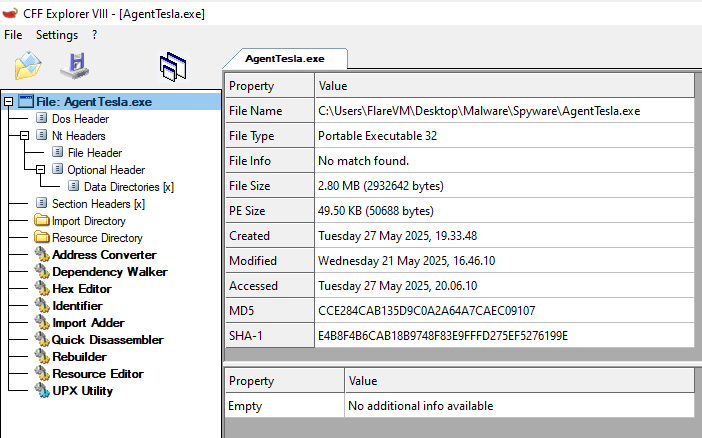 CFF Explorer VIII - [AgentTesla.exe]
File Settings ?
AgentTesla.exe
File: AgentTesla.exe
Dos Header
Nt Headers
File Header
Optional Header
Data Directories [x]
Section Headers [x]
Import Directory
Resource Directory
Address Converter
Dependency Walker
Hex Editor
Identifier
Import Adder
Quick Disassembler
Rebuilder
Resource Editor
UPX Utility
Property Value
File Name C:\Users\FlareVM\Desktop\Malware\Spyware\AgentTesla.exe
File Type Portable Executable 32
File Info No match found.
File Size 2.80 MB (2932642 bytes)
PE Size 49.50 KB (50688 bytes)
Created Tuesday 27 May 2025, 19.33.48
Modified Wednesday 21 May 2025, 16.46.10
Accessed Tuesday 27 May 2025, 20.06.10
MD5 CCE284CAB135D9C0A2A64A7CAEC09107
SHA-1 E4B8F4B6CAB18B9748F83E9FFFD275EF5276199E
Property Value
Empty No additional info available